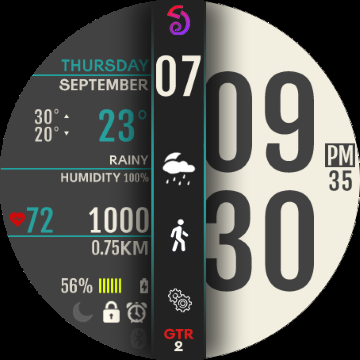 THURSDAY
SEPTEMBER
07
30°
20°
23°
RAINY
HUMIDITY 100%
72
1000
0.75KM
56%
GTR
2
09
30
PM
35